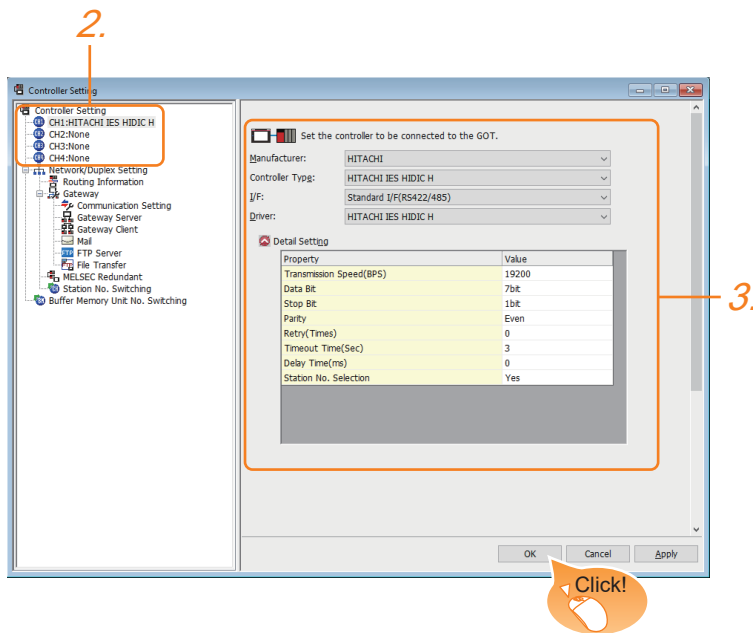 2.
Controller Setting
Controller Setting
CH1:HITACHI IES HIDIC H
CH2:None
CH3:None
CH4:None
Network/Duplex Setting
Routing Information
Gateway
Communication Setting
Gateway Server
Gateway Client
Mail
FTP Server
File Transfer
MELSEC Redundant
Station No. Switching
Buffer Memory Unit No. Switching
Set the controller to be connected to the GOT.
Manufacturer: HITACHI
Controller Type: HITACHI IES HIDIC H
I/F: Standard I/F(RS422/485)
Driver: HITACHI IES HIDIC H
Detail Setting
Property Value
Transmission Speed(BPS) 19200
Data Bit 7bit
Stop Bit 1bit
Parity Even
Retry(Times) 0
Timeout Time(Sec) 3
Delay Time(ms) 0
Station No. Selection Yes
3.
OK Cancel Apply
Click!